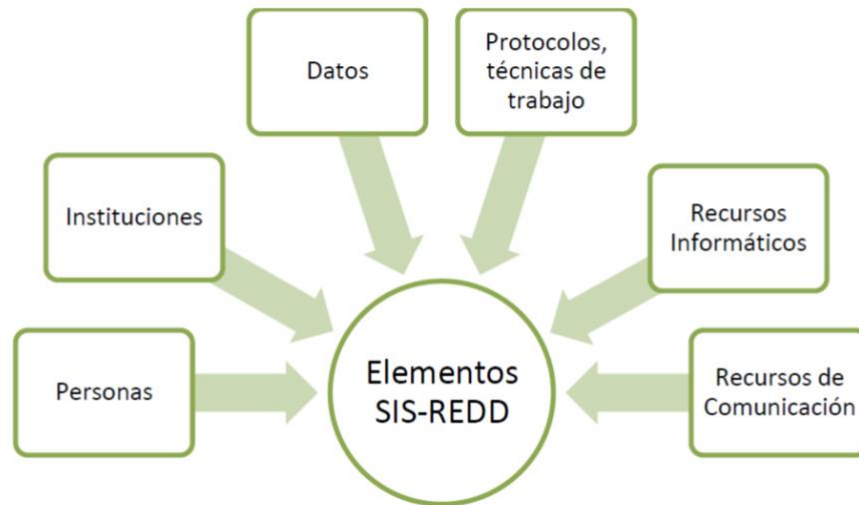 Datos
Protocolos,
técnicas de
trabajo
Instituciones
Recursos
Informáticos
Personas
Elementos
SIS-REDD
Recursos de
Comunicación